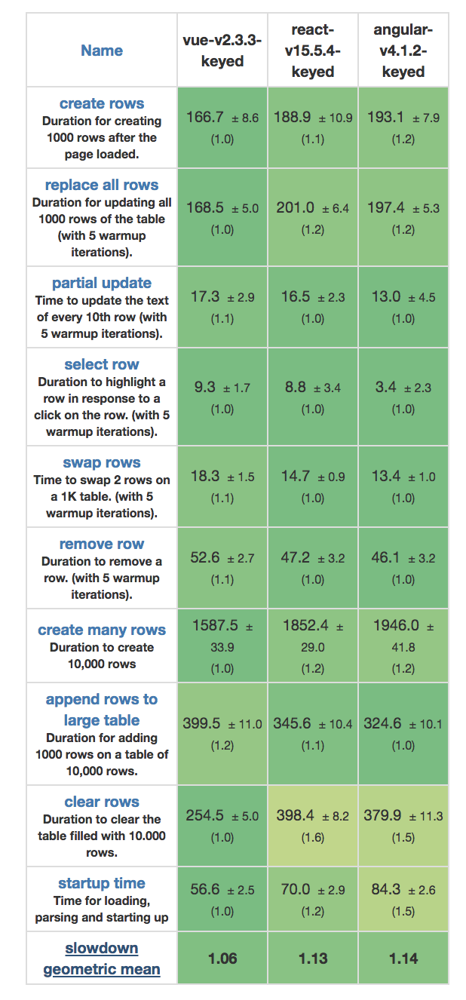 Name
vue-v2.3.3-
keyed
react-
v15.5.4-
keyed
angular-
v4.1.2-
keyed
create rows
Duration for creating
1000 rows after the
page loaded.
166.7 ± 8.6
(1.0)
188.9 ± 10.9
(1.1)
193.1 ± 7.9
(1.2)
replace all rows
Duration for updating all
1000 rows of the table
(with 5 warmup
iterations).
168.5 ± 5.0
(1.0)
201.0 ± 6.4
(1.2)
197.4 ± 5.3
(1.2)
partial update
Time to update the text
of every 10th row (with
5 warmup iterations).
17.3 ± 2.9
(1.1)
16.5 ± 2.3
(1.0)
13.0 ± 4.5
(1.0)
select row
Duration to highlight a
row in response to a
click on the row. (with 5
warmup iterations).
9.3 ± 1.7
(1.0)
8.8 ± 3.4
(1.0)
3.4 ± 2.3
(1.0)
swap rows
Time to swap 2 rows on
a 1K table. (with 5
warmup iterations).
18.3 ± 1.5
(1.1)
14.7 ± 0.9
(1.0)
13.4 ± 1.0
(1.0)
remove row
Duration to remove a
row. (with 5 warmup
iterations).
52.6 ± 2.7
(1.1)
47.2 ± 3.2
(1.0)
46.1 ± 3.2
(1.0)
create many rows
Duration to create
10,000 rows
1587.5 ±
33.9
(1.0)
1852.4 ±
29.0
(1.2)
1946.0 ±
41.8
(1.2)
append rows to
large table
Duration for adding
1000 rows on a table of
10,000 rows.
399.5 ± 11.0
(1.2)
345.6 ± 10.4
(1.1)
324.6 ± 10.1
(1.0)
clear rows
Duration to clear the
table filled with 10.000
rows.
254.5 ± 5.0
(1.0)
398.4 ± 8.2
(1.6)
379.9 ± 11.3
(1.5)
startup time
Time for loading,
parsing and starting up
56.6 ± 2.5
(1.0)
70.0 ± 2.9
(1.2)
84.3 ± 2.6
(1.5)
slowdown
geometric mean
1.06
1.13
1.14